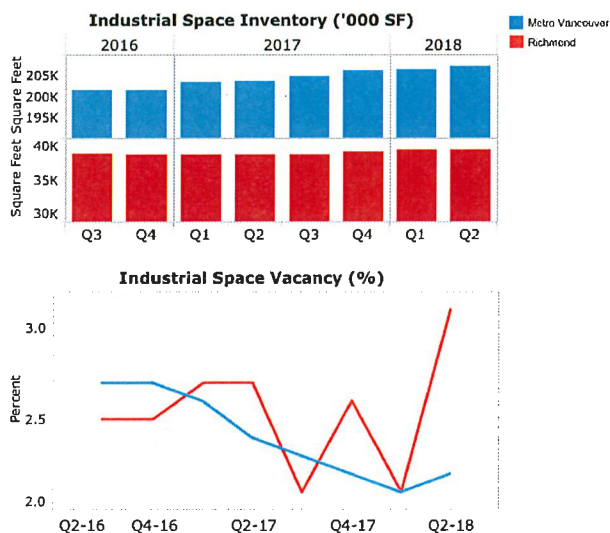 Industrial Space Inventory ('000 SF)
Metro Vancouver
Richmond
2016 2017 2018
Square Feet
205K
200K
195K
Square Feet
40K
35K
30K
Q3 Q4 Q1 Q2 Q3 Q4 Q1 Q2
Industrial Space Vacancy (%)
Percent
3.0
2.5
2.0
Q2-16 Q4-16 Q2-17 Q4-17 Q2-18